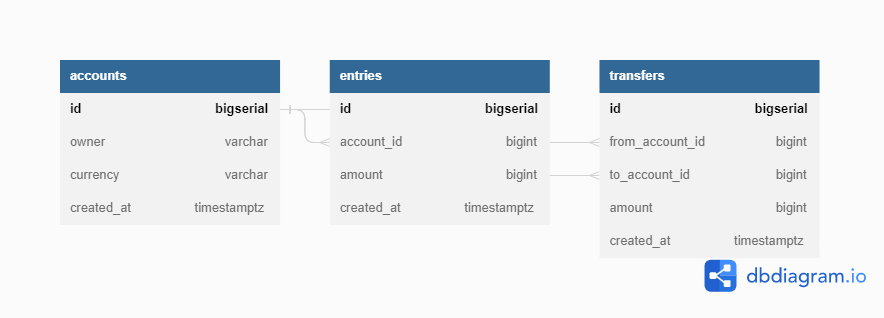 accounts
id bigserial
owner varchar
currency varchar
created_at timestamptz
entries
id bigserial
account_id bigint
amount bigint
created_at timestamptz
transfers
id bigserial
from_account_id bigint
to_account_id bigint
amount bigint
created_at timestamptz
dbdiagram.io